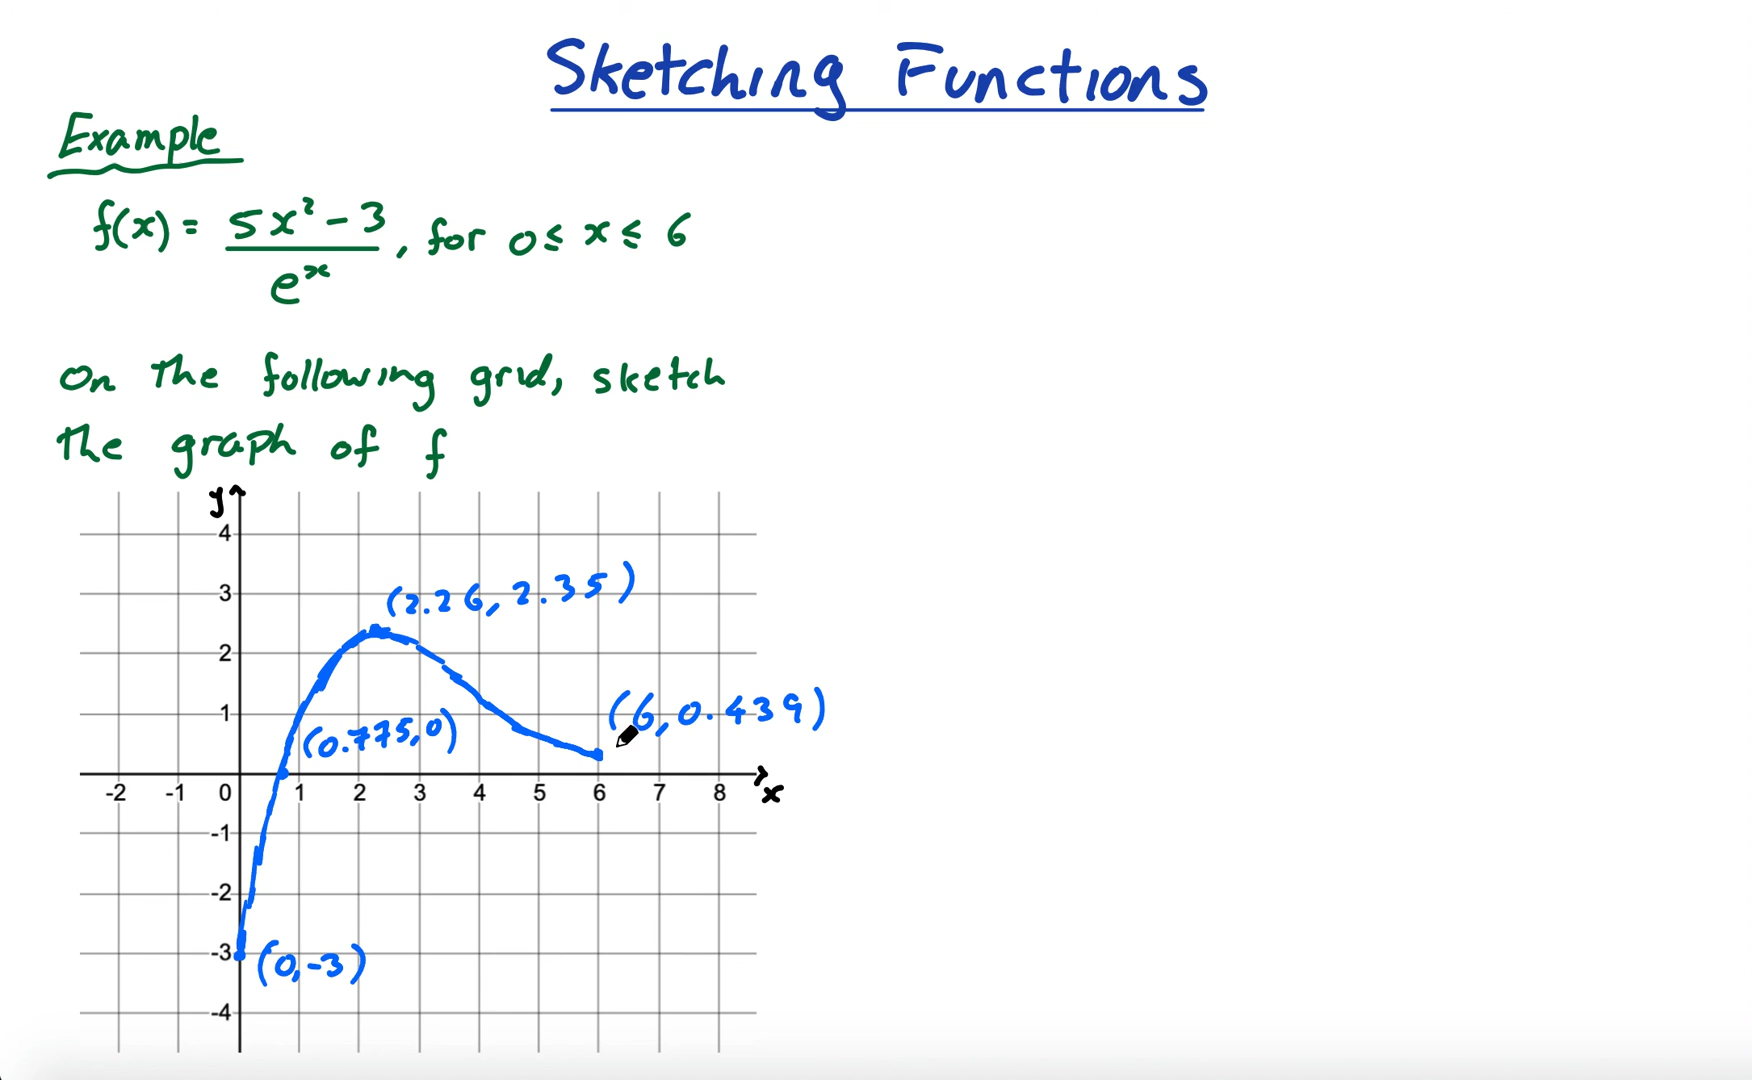 Sketching Functions
Example
f(x) = 5x² - 3 / eˣ , for 0 ≤ x ≤ 6
On the following grid, sketch
the graph of f
y
4
(2.26, 2.35)
3
2
(6, 0.439)
1
(0.775, 0)
-2 -1 0 1 2 3 4 5 6 7 8 x
-1
-2
-3 (0, -3)
-4